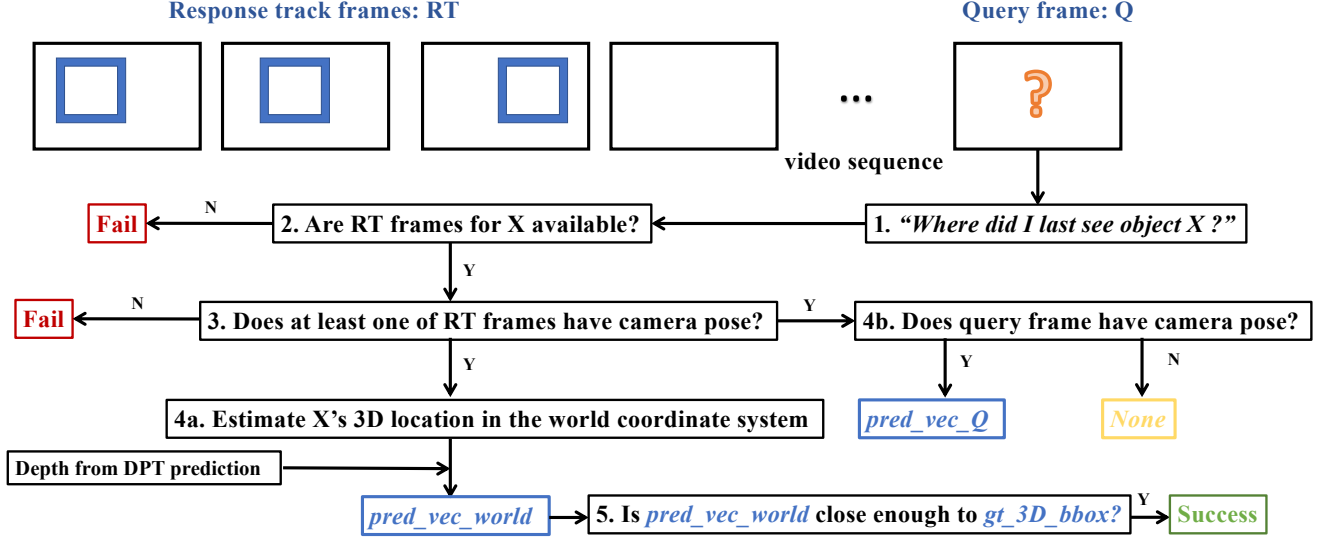 Response track frames: RT
Query frame: Q
...
?
video sequence
Fail
N
2. Are RT frames for X available?
1. “Where did I last see object X ?”
Y
Fail
N
3. Does at least one of RT frames have camera pose?
Y
4b. Does query frame have camera pose?
Y
Y
N
4a. Estimate X’s 3D location in the world coordinate system
pred_vec_Q
None
Depth from DPT prediction
pred_vec_world
5. Is pred_vec_world close enough to gt_3D_bbox?
Y
Success